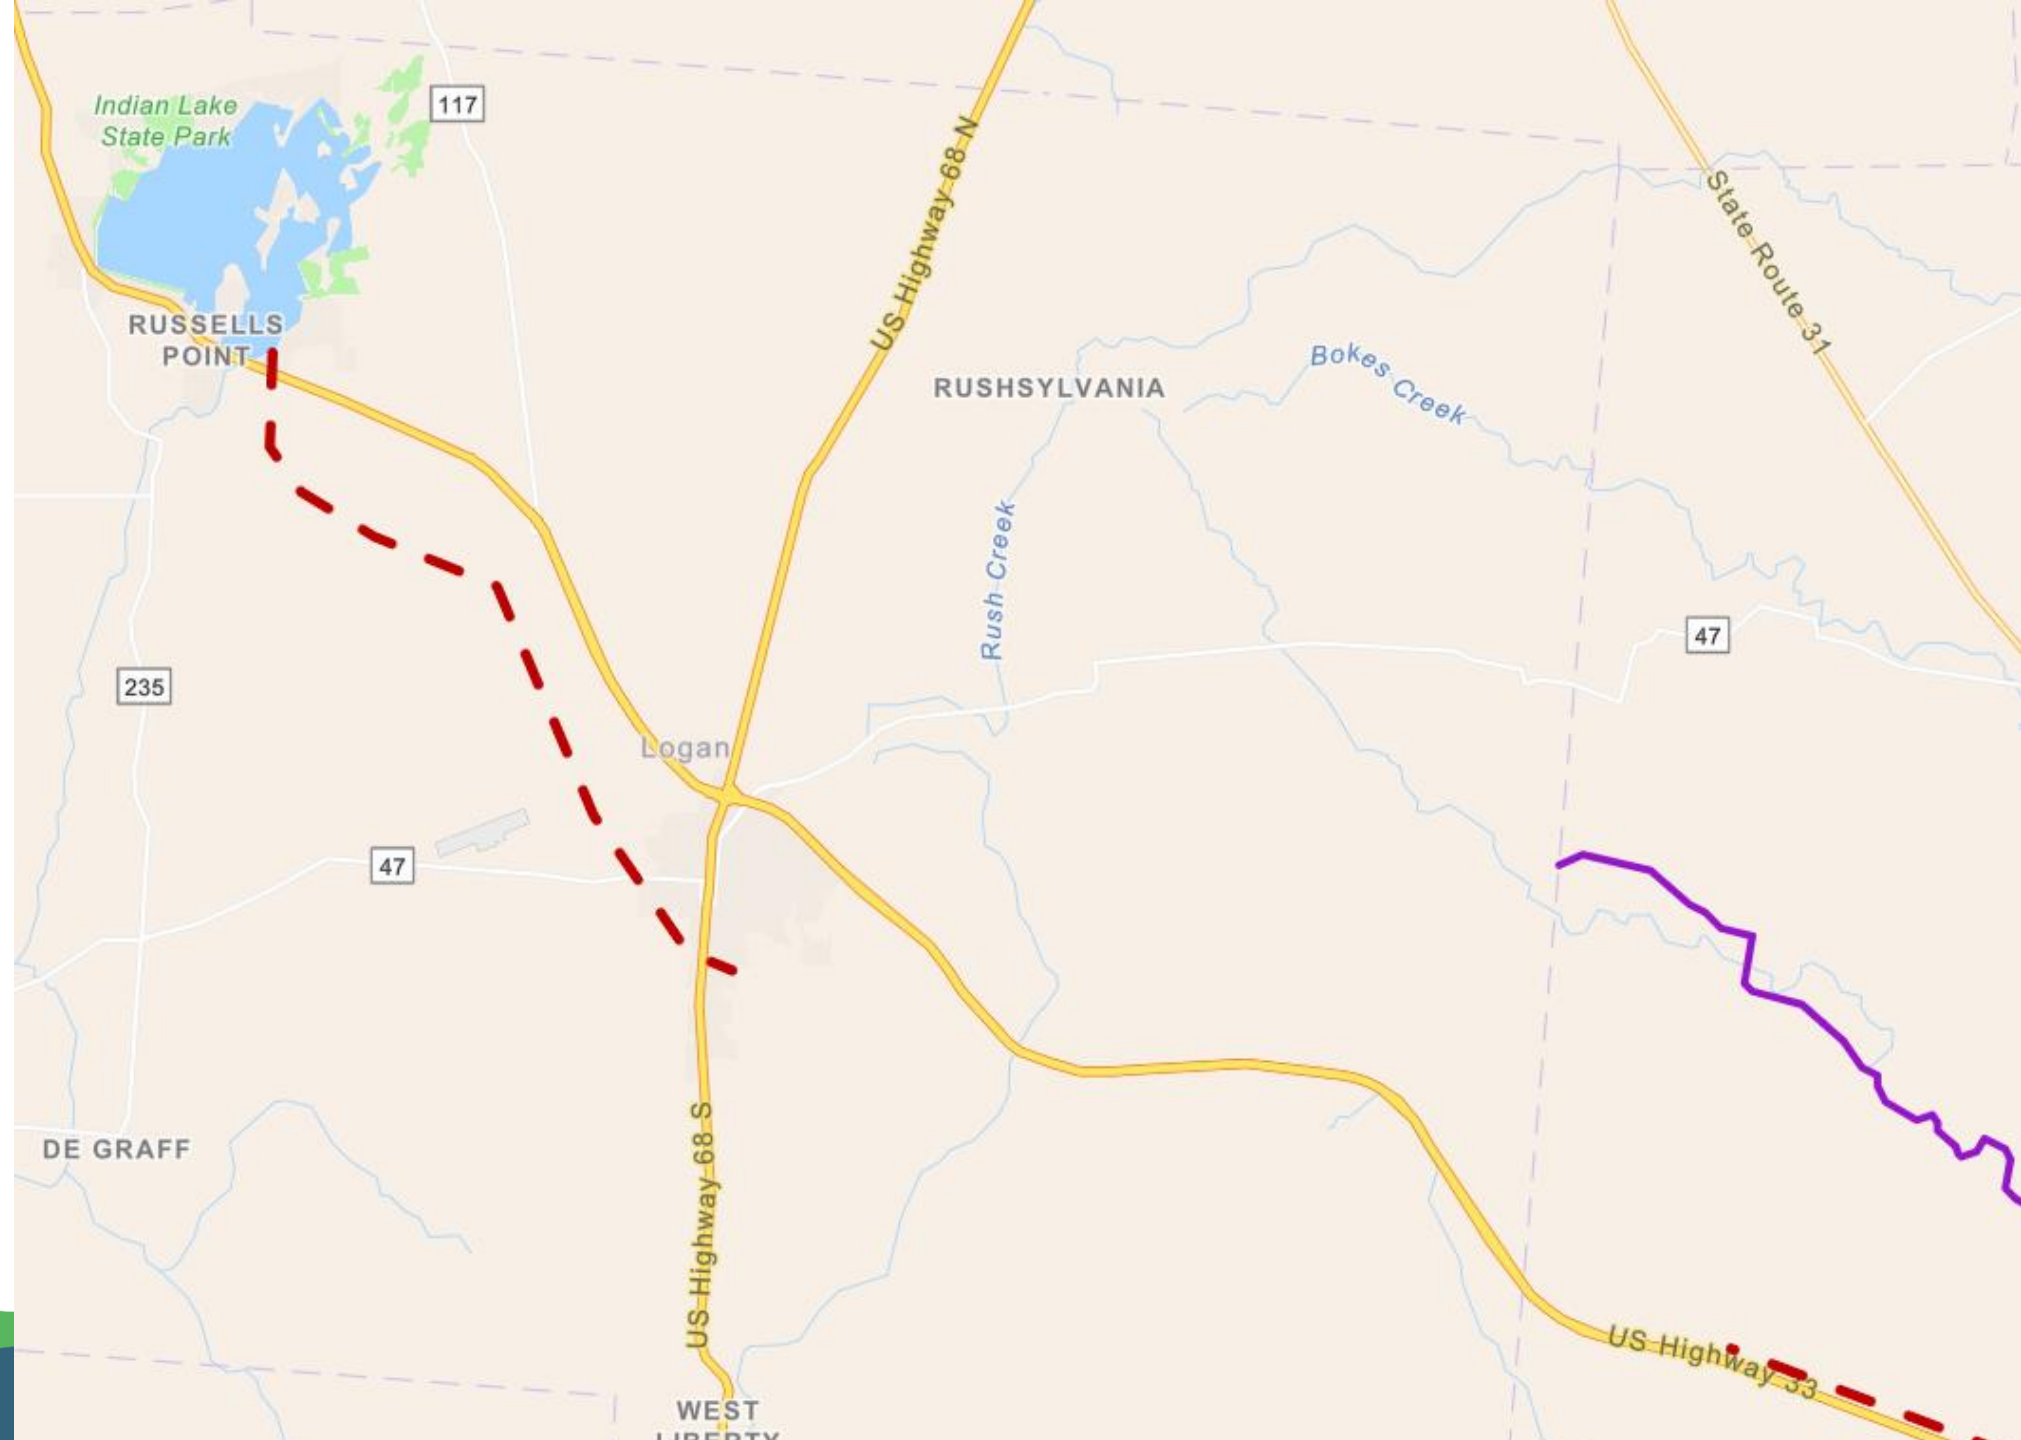 Indian Lake
State Park
117
US Highway 68 N
State Route 31
RUSSELLS
POINT
Bokes Creek
RUSHSYLVANIA
Rush Creek
47
235
Logan
47
DE GRAFF
US Highway 68 S
US Highway 33
WEST
LIBERTY